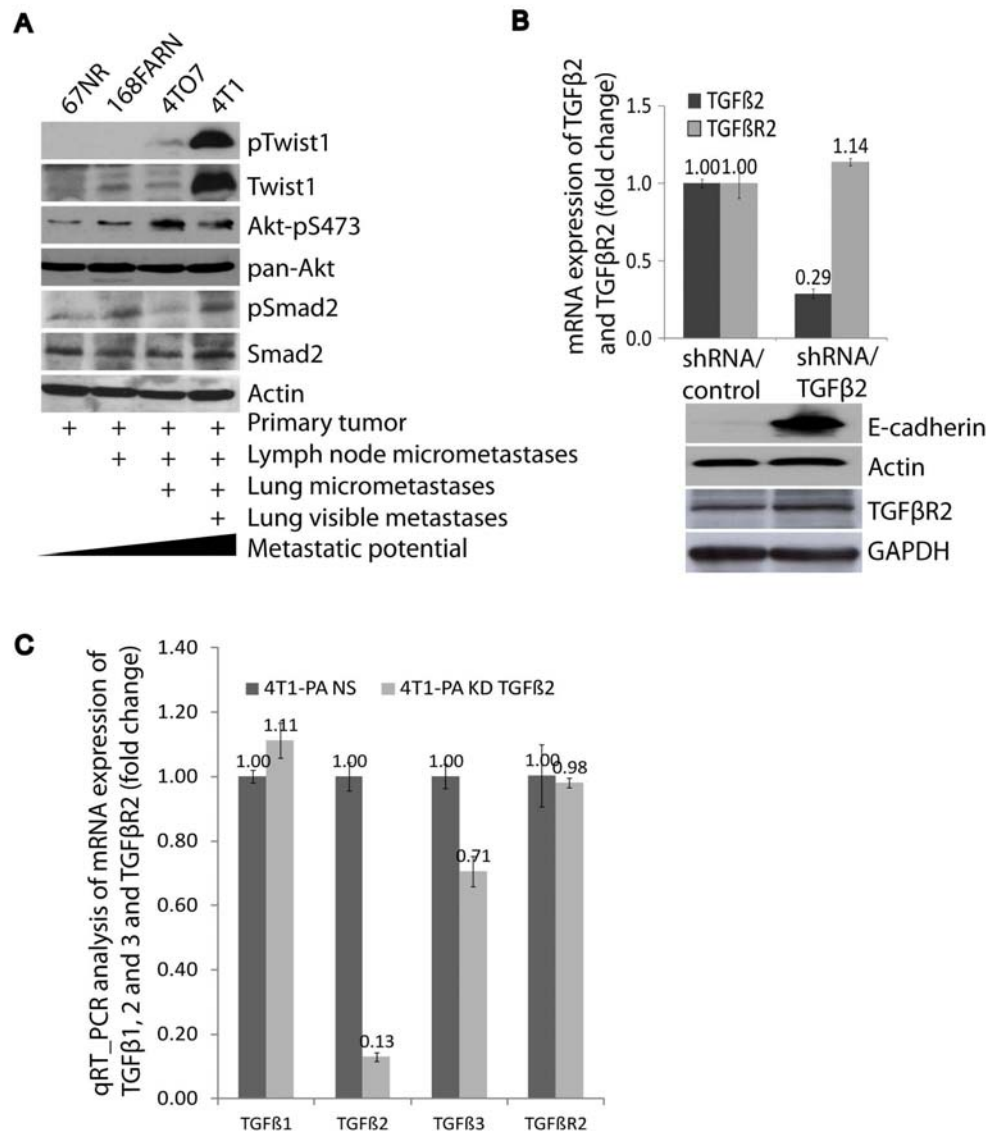 A
67NR
168FARN
4TO7
4T1
pTwist1
Twist1
Akt-pS473
pan-Akt
pSmad2
Smad2
Actin
+ + + + Primary tumor
+ + + Lymph node micrometastases
+ + Lung micrometastases
+ Lung visible metastases
Metastatic potential
B
mRNA expression of TGFβ2
and TGFβR2 (fold change)
TGFß2
TGFßR2
1.5
1.0
0.5
0.0
1.00 1.00
0.29
1.14
shRNA/
control
shRNA/
TGFβ2
E-cadherin
Actin
TGFβR2
GAPDH
C
qRT_PCR analysis of mRNA expression of
TGFβ1, 2 and 3 and TGFβR2 (fold change)
4T1-PA NS
4T1-PA KD TGFß2
1.40
1.20
1.00
0.80
0.60
0.40
0.20
0.00
1.00
1.11
1.00
0.13
1.00
0.71
1.00
0.98
TGFß1
TGFß2
TGFß3
TGFßR2